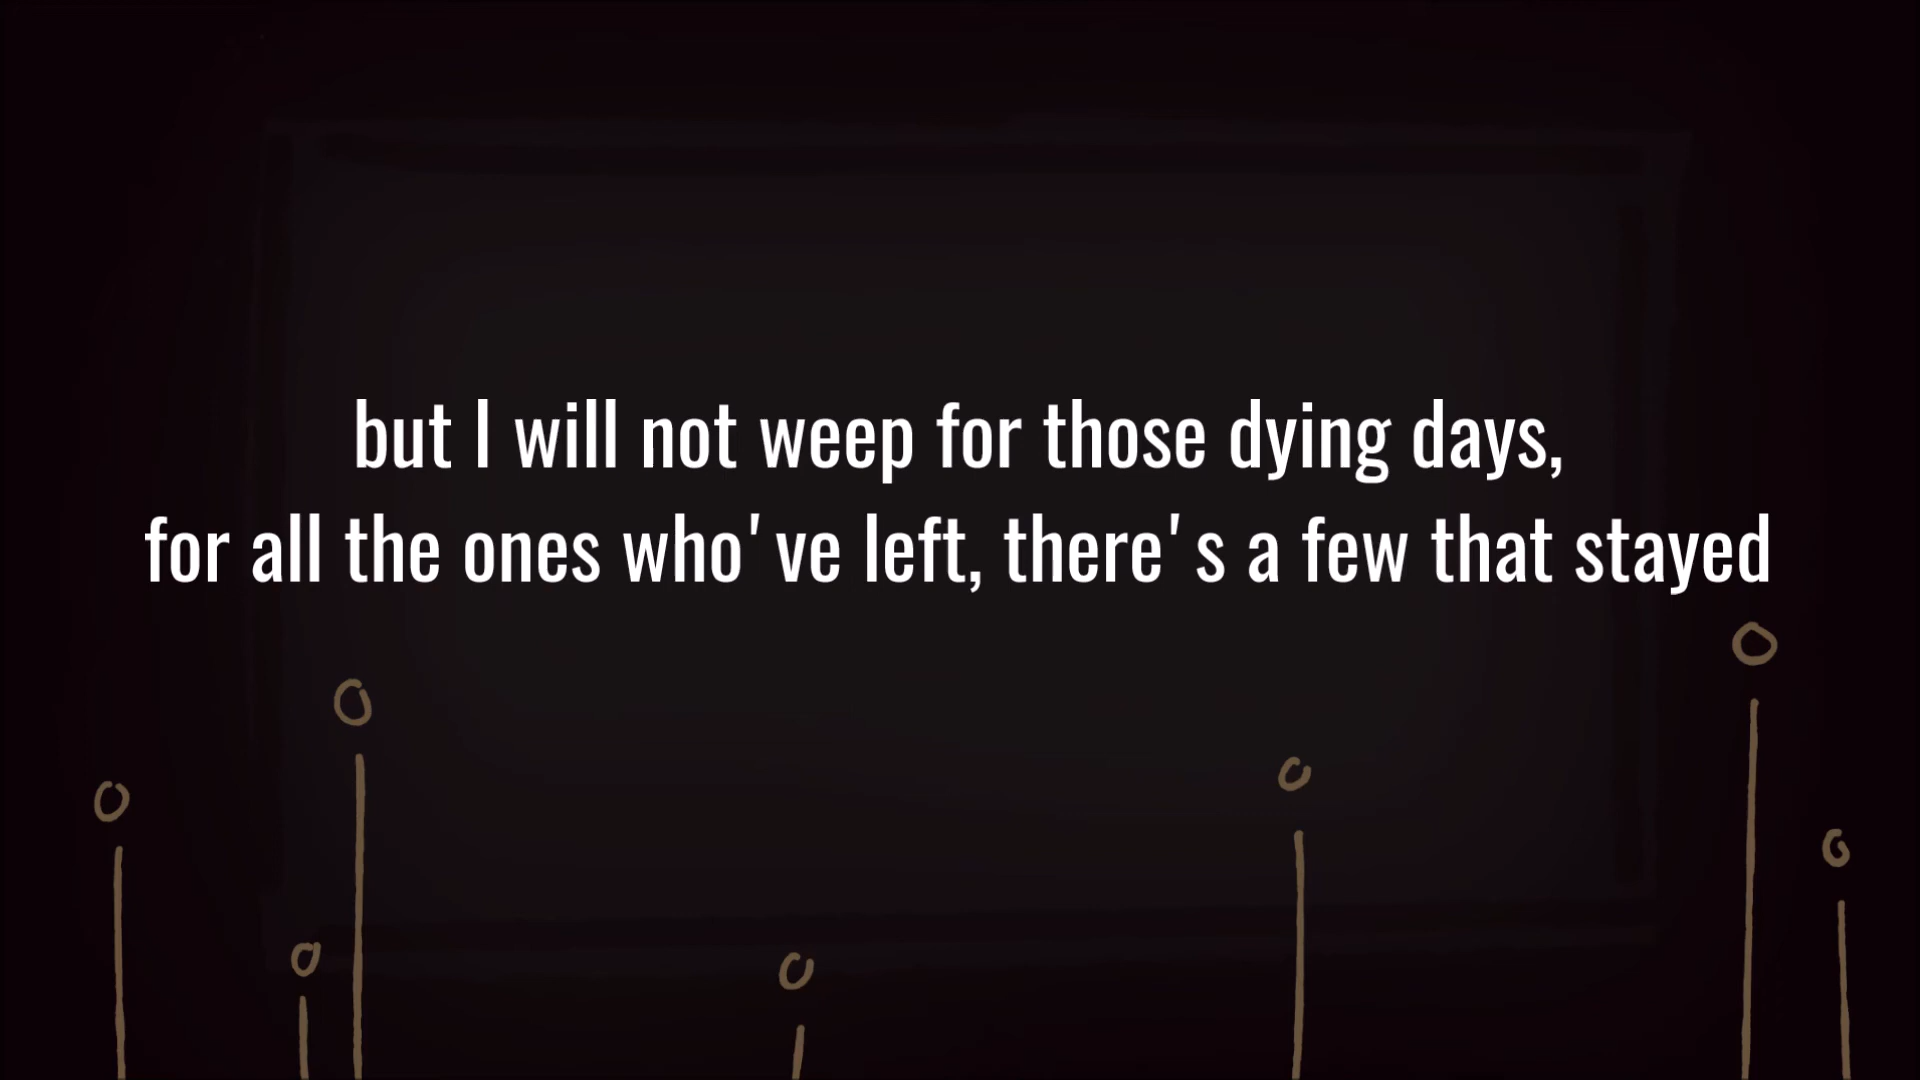 but I will not weep for those dying days,
for all the ones who've left, there's a few that stayed